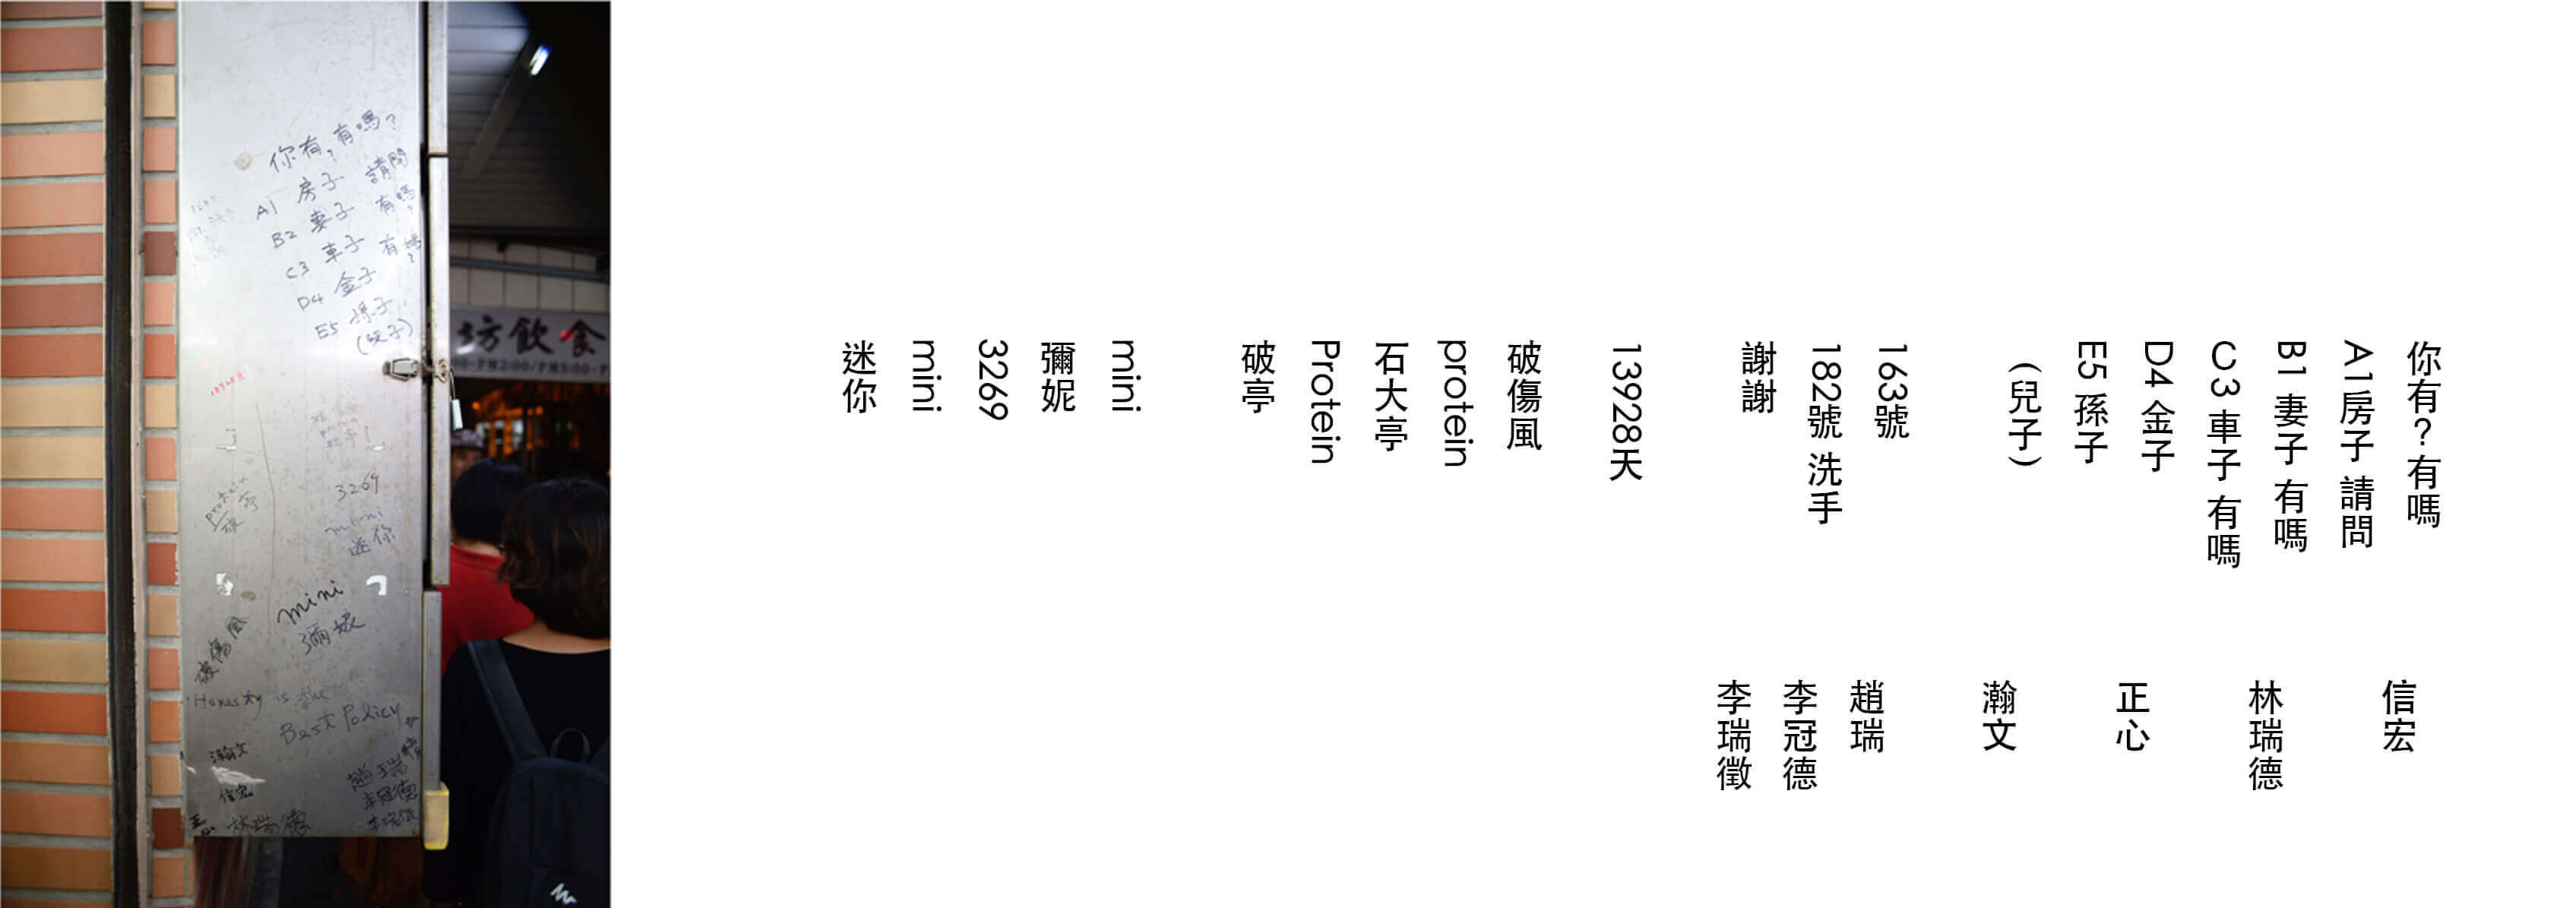 你有?有嗎
A1房子 請問
B1 妻子 有嗎
C3 車子 有嗎
D4 金子
E5 孫子
(兒子)
163號
182號 洗手
謝謝
13928天
破傷風
protein
石大亭
Protein
破亭
mini
彌妮
3269
mini
迷你
信宏
林瑞德
正心
瀚文
趙瑞
李冠德
李瑞徵
你有,有嗎?
A1 房子 請問
B2 妻子 有嗎?
C3 車子 有嗎?
D4 金子
E5 孫子
(兒子)
坊飲食
00-PM2:00/PM5:00-P
3269
mini
迷你
protein
mini
彌妮
破傷風
Honesty is the
Best Policy
瀚文
信宏
正心 林瑞德
李冠德